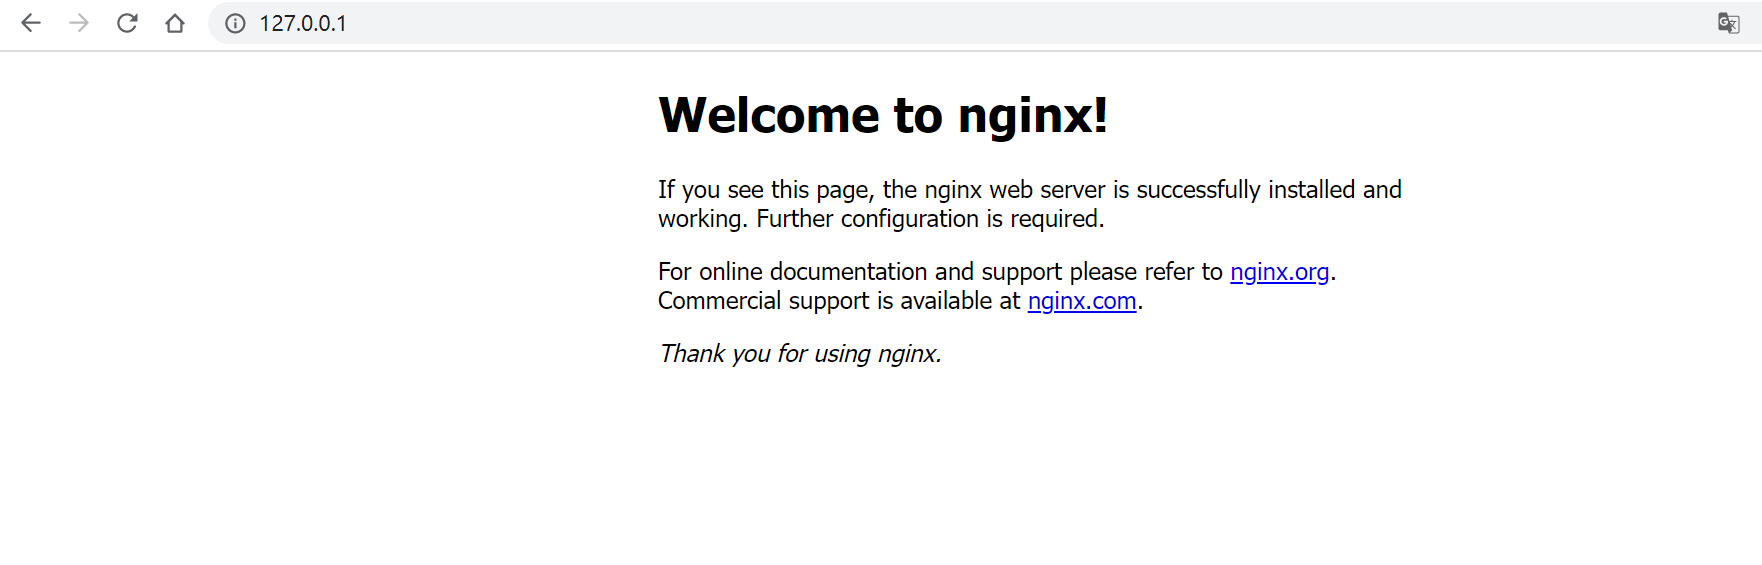 127.0.0.1
Welcome to nginx!
If you see this page, the nginx web server is successfully installed and
working. Further configuration is required.
For online documentation and support please refer to nginx.org.
Commercial support is available at nginx.com.
Thank you for using nginx.